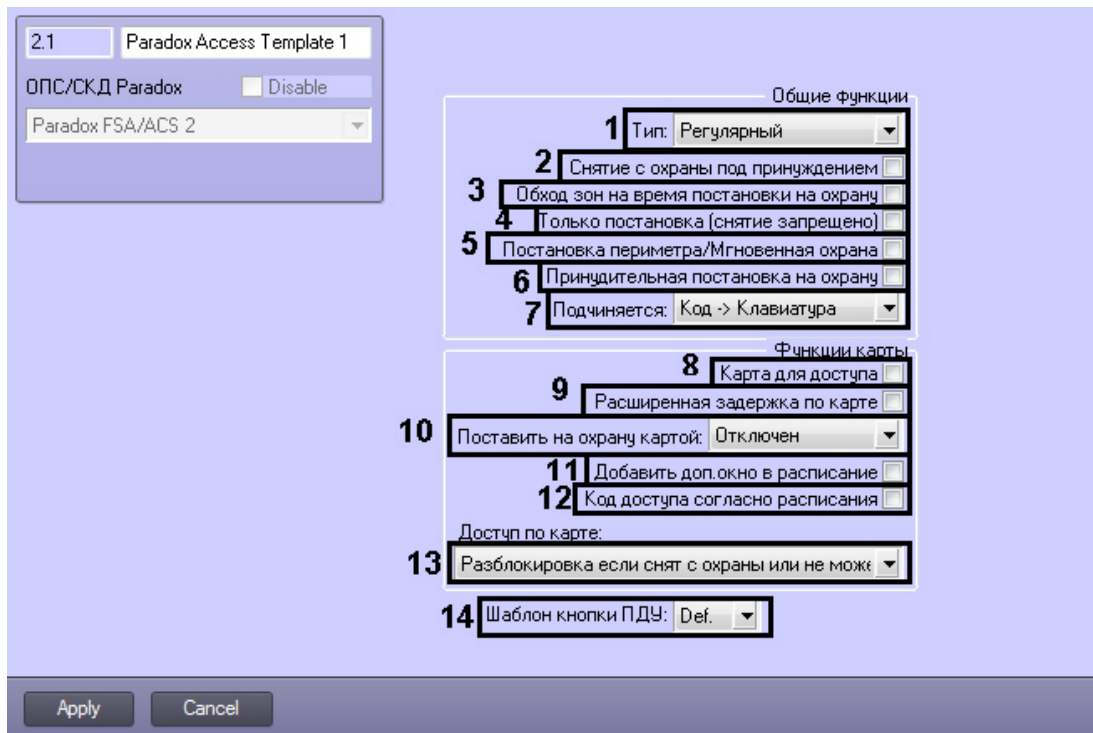 2.1 Paradox Access Template 1
ОПС/СКД Paradox Disable
Paradox FSA/ACS 2
Общие функции
1 Тип: Регулярный
2 Снятие с охраны под принуждением
3 Обход зон на время постановки на охрану
4 Только постановка (снятие запрещено)
5 Постановка периметра/Мгновенная охрана
6 Принудительная постановка на охрану
7 Подчиняется: Код -> Клавиатура
Функции карты
8 Карта для доступа
9 Расширенная задержка по карте
10 Поставить на охрану картой: Отключен
11 Добавить доп.окно в расписание
12 Код доступа согласно расписания
Доступ по карте:
13 Разблокировка если снят с охраны или не може
14 Шаблон кнопки ПДУ: Def.
Apply Cancel